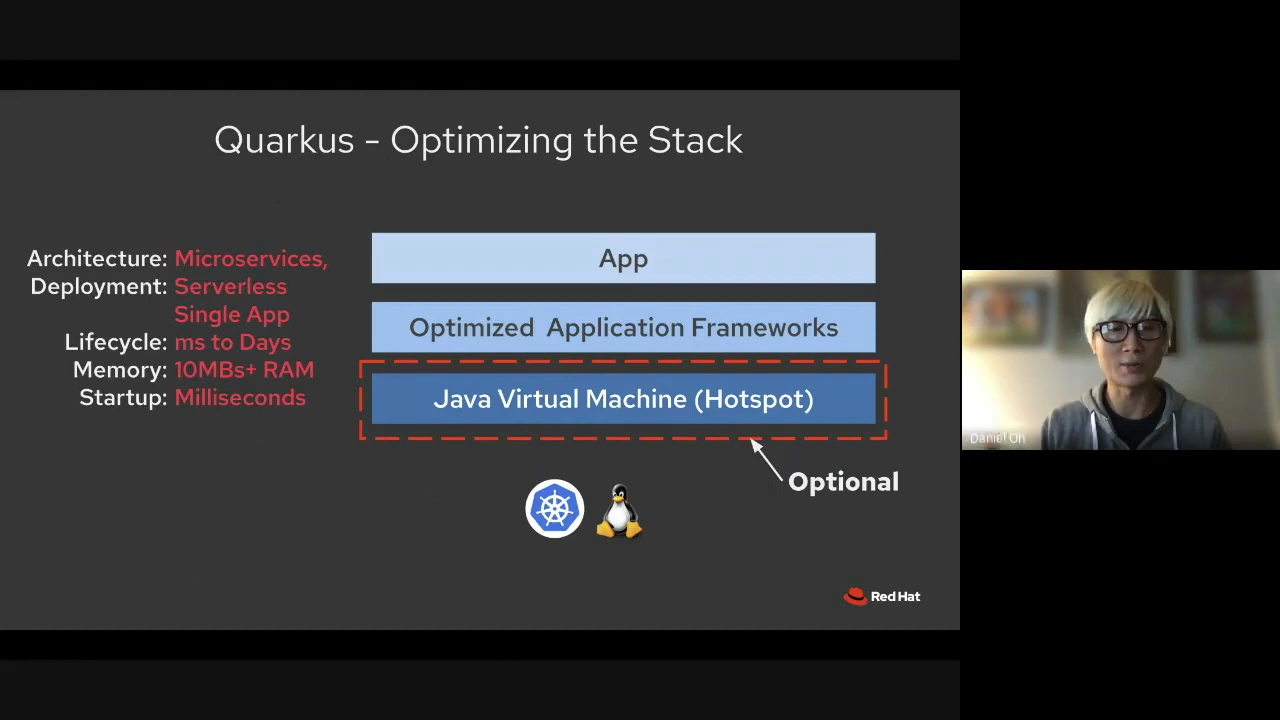 Quarkus - Optimizing the Stack
Architecture: Microservices,
Deployment: Serverless
Single App
Lifecycle: ms to Days
Memory: 10MBs+ RAM
Startup: Milliseconds
App
Optimized Application Frameworks
Java Virtual Machine (Hotspot)
Optional
Red Hat
Daniel Oh